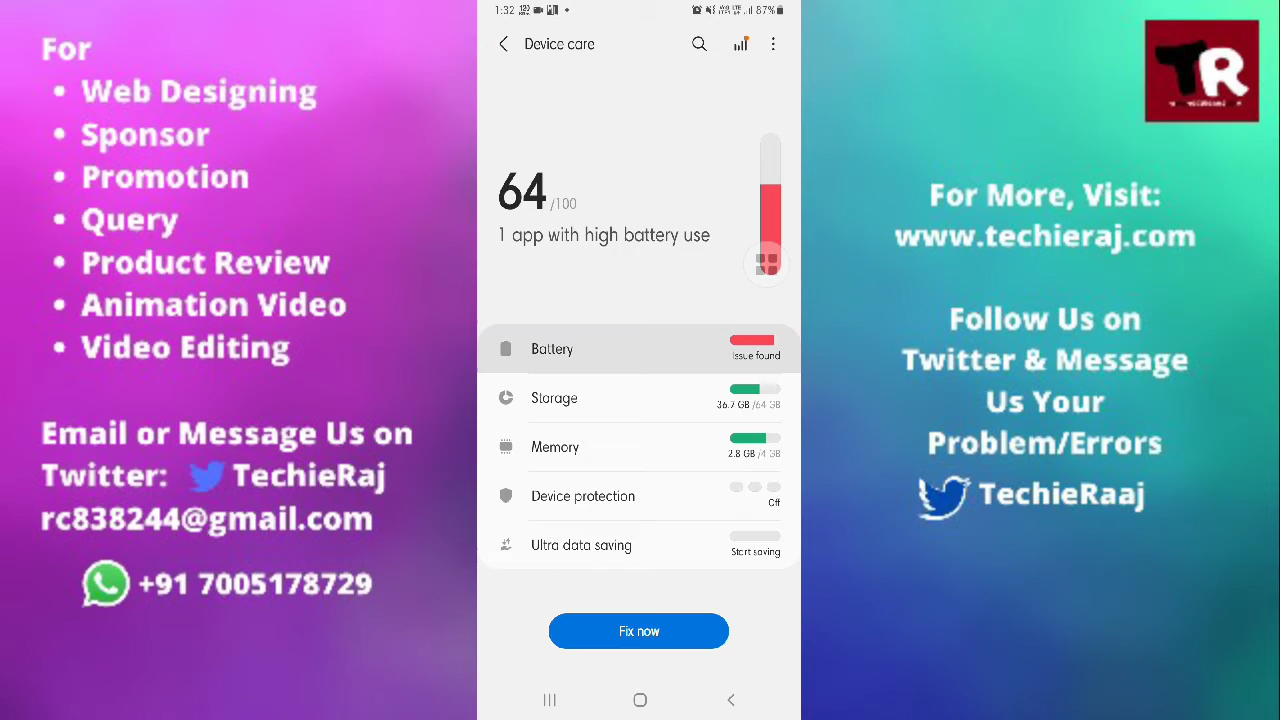 For
• Web Designing
• Sponsor
• Promotion
• Query
• Product Review
• Animation Video
• Video Editing
Email or Message Us on
Twitter: TechieRaj
rc838244@gmail.com
+91 7005178729
1:32
87%
Device care
64 /100
1 app with high battery use
Battery
Issue found
Storage
36.7 GB /64 GB
Memory
2.8 GB /4 GB
Device protection
Off
Ultra data saving
Start saving
Fix now
TR
For More, Visit:
www.techieraj.com
Follow Us on
Twitter & Message
Us Your
Problem/Errors
TechieRaaj